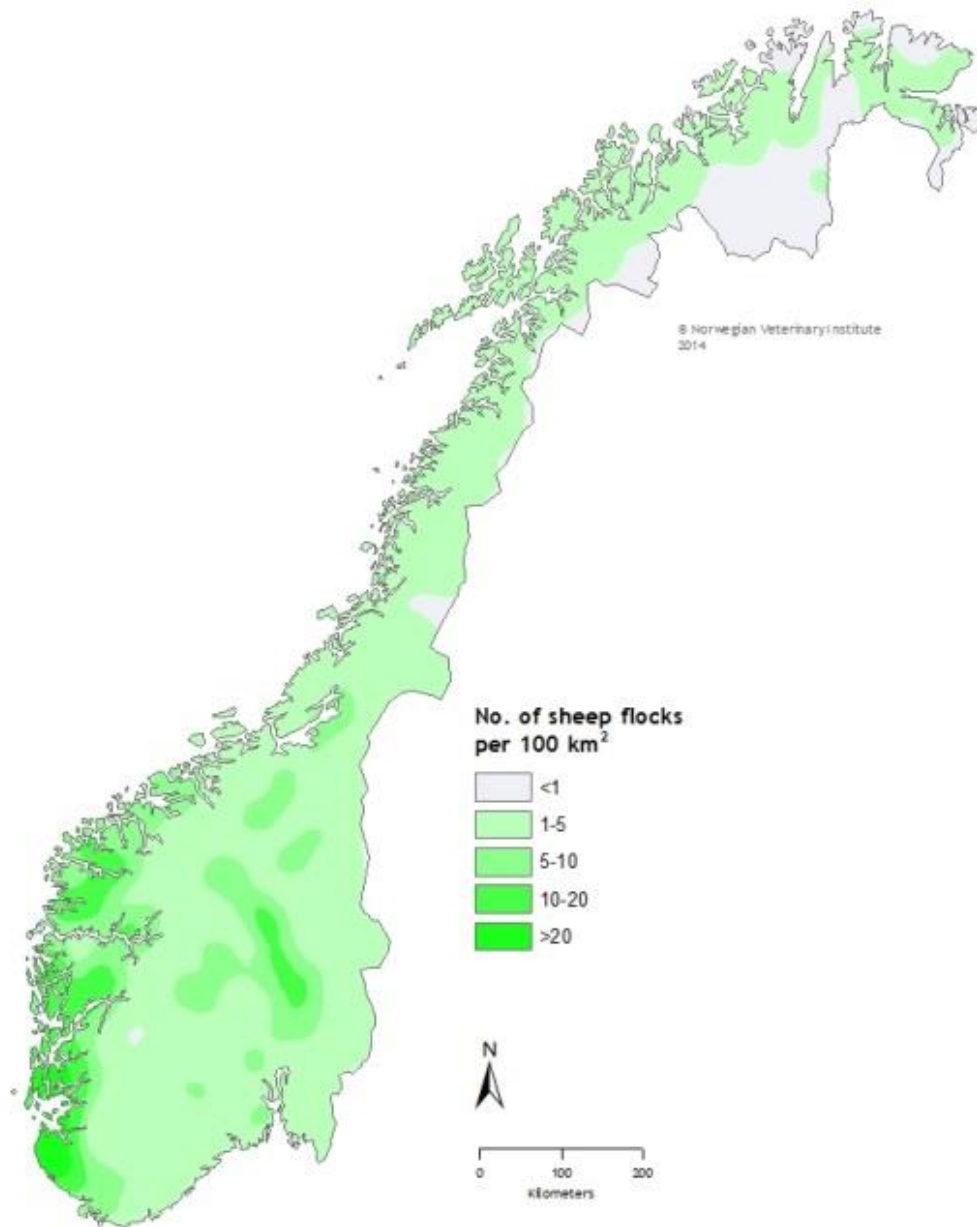 © Norwegian Veterinary Institute
2014
No. of sheep flocks
per 100 km²
<1
1-5
5-10
10-20
>20
N
0 100 200
Kilometers